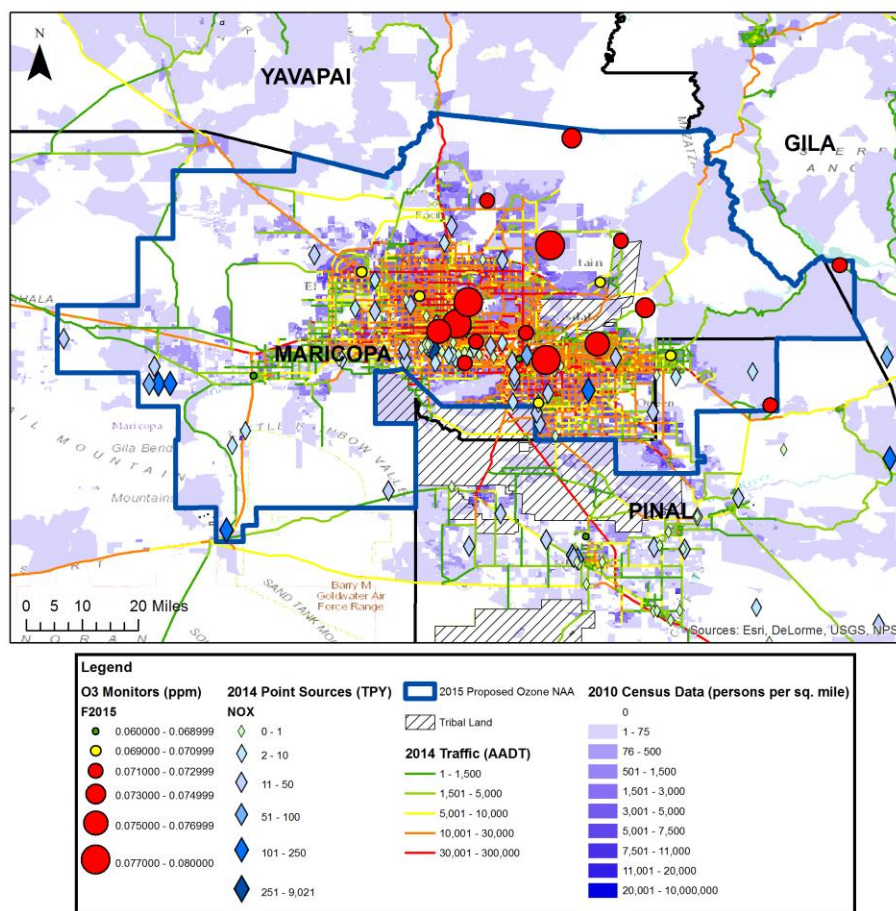 N
YAVAPAI
GILA
MARICOPA
Maricopa
Gila Bend
Mountains
PINAL
Barry M
Goldwater Air
Force Range
0 5 10 20 Miles
Sources: Esri, DeLorme, USGS, NPS
Legend
O3 Monitors (ppm)
F2015
0.060000 - 0.068999
0.069000 - 0.070999
0.071000 - 0.072999
0.073000 - 0.074999
0.075000 - 0.076999
0.077000 - 0.080000
2014 Point Sources (TPY)
NOX
0 - 1
2 - 10
11 - 50
51 - 100
101 - 250
251 - 9,021
2015 Proposed Ozone NAA
Tribal Land
2014 Traffic (AADT)
1 - 1,500
1,501 - 5,000
5,001 - 10,000
10,001 - 30,000
30,001 - 300,000
2010 Census Data (persons per sq. mile)
0
1 - 75
76 - 500
501 - 1,500
1,501 - 3,000
3,001 - 5,000
5,001 - 7,500
7,501 - 11,000
11,001 - 20,000
20,001 - 10,000,000